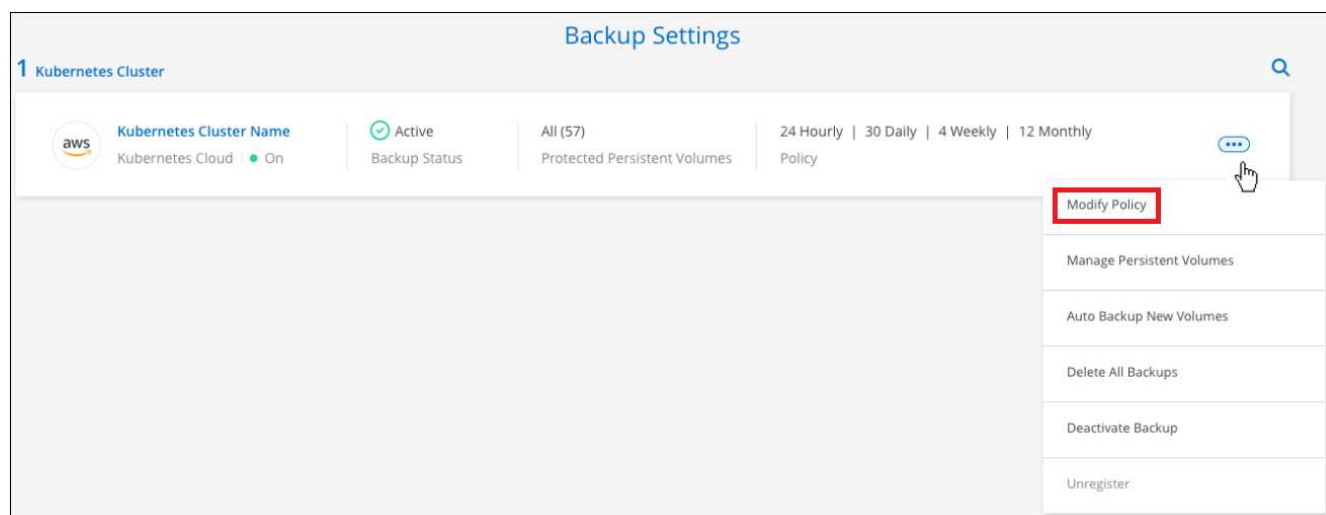 Backup Settings
1 Kubernetes Cluster
aws
Kubernetes Cluster Name
Kubernetes Cloud | On
Active
Backup Status
All (57)
Protected Persistent Volumes
24 Hourly | 30 Daily | 4 Weekly | 12 Monthly
Policy
Modify Policy
Manage Persistent Volumes
Auto Backup New Volumes
Delete All Backups
Deactivate Backup
Unregister